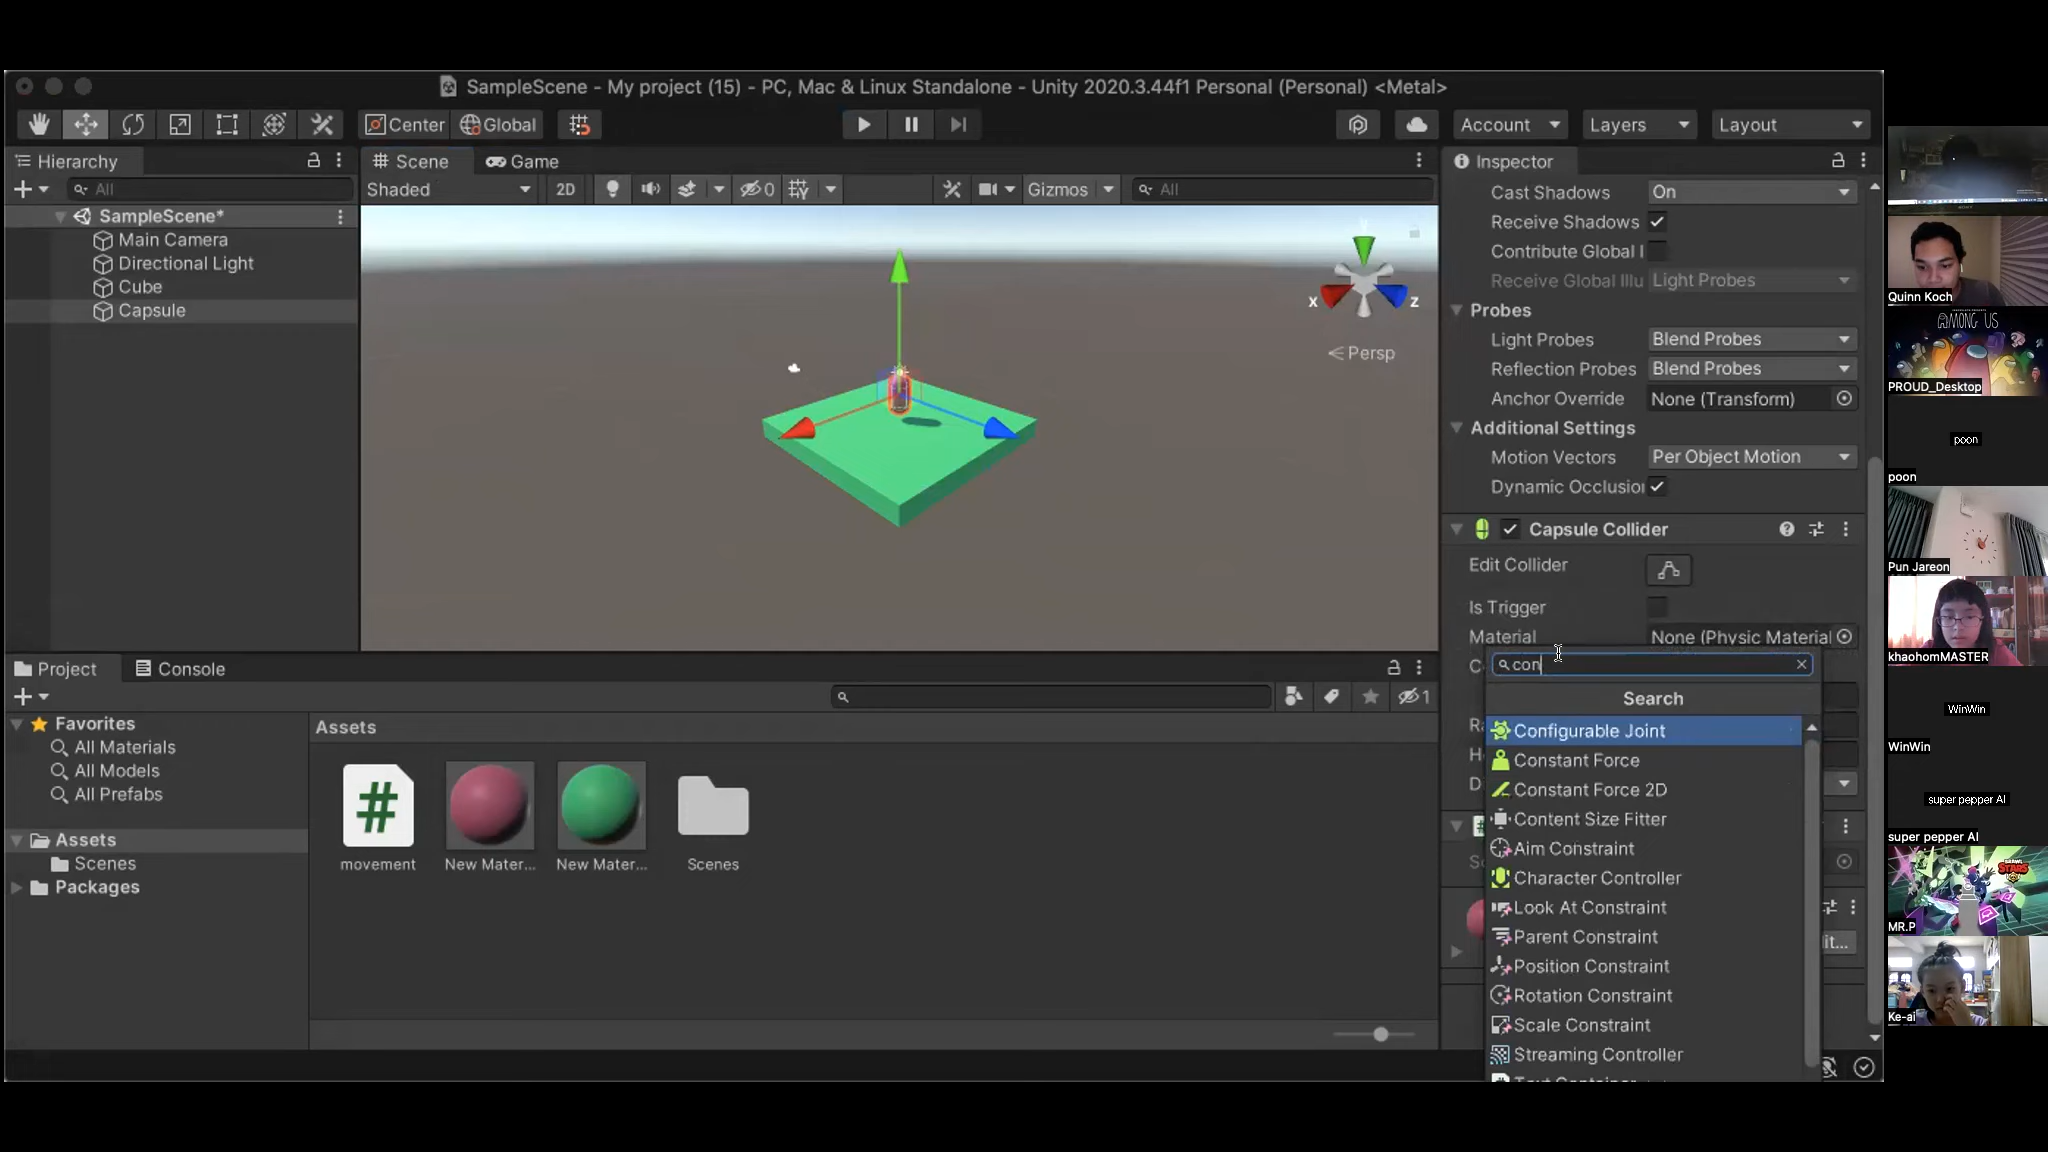 SampleScene - My project (15) - PC, Mac & Linux Standalone - Unity 2020.3.44f1 Personal (Personal) <Metal>
Center
Global
Account
Layers
Layout
Hierarchy
All
SampleScene*
Main Camera
Directional Light
Cube
Capsule
Scene
Game
Shaded
2D
0
Gizmos
All
x
z
Persp
Inspector
Cast Shadows
On
Receive Shadows
Contribute Global I
Receive Global Illu
Light Probes
Probes
Light Probes
Blend Probes
Reflection Probes
Blend Probes
Anchor Override
None (Transform)
Additional Settings
Motion Vectors
Per Object Motion
Dynamic Occlusion
Capsule Collider
Edit Collider
Is Trigger
Material
None (Physic Material
con
Search
Configurable Joint
Constant Force
Constant Force 2D
Content Size Fitter
Aim Constraint
Character Controller
Look At Constraint
Parent Constraint
Position Constraint
Rotation Constraint
Scale Constraint
Streaming Controller
Project
Console
1
Favorites
All Materials
All Models
All Prefabs
Assets
Scenes
Packages
Assets
movement
New Mater...
New Mater...
Scenes
Quinn Koch
AMONG US
PROUD_Desktop
poon
poon
Pun Jareon
khaohomMASTER
WinWin
WinWin
super pepper AI
super pepper AI
BRAWL STARS
MR.P
Ke-ai